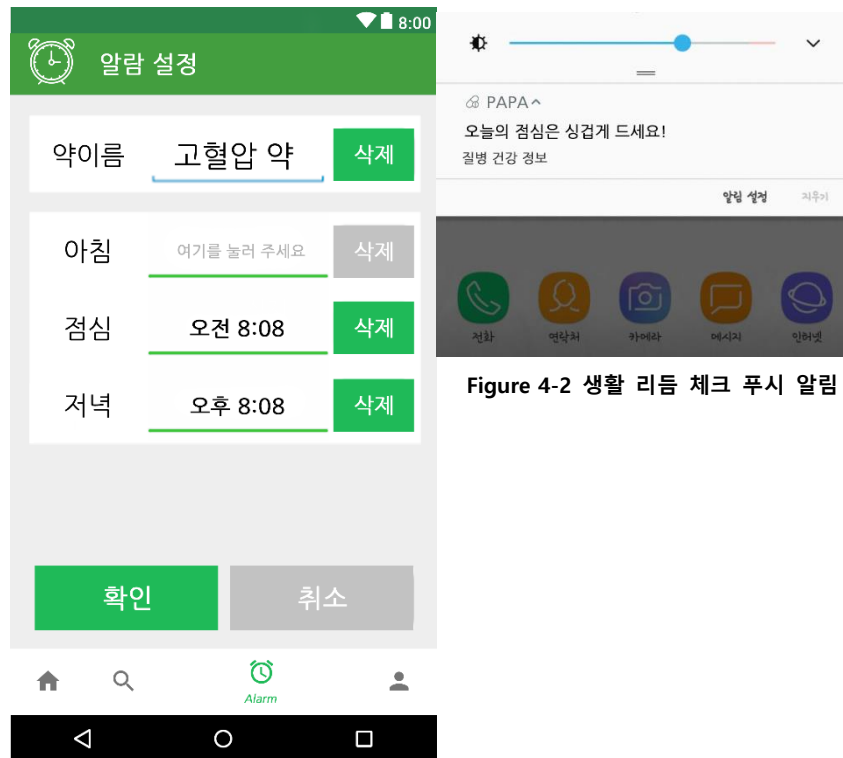 8:00
알람 설정
약이름 고혈압 약 삭제
아침 여기를 눌러 주세요 삭제
점심 오전 8:08 삭제
저녁 오후 8:08 삭제
확인 취소
Alarm
PAPA
오늘의 점심은 싱겁게 드세요!
질병 건강 정보
알림 설정 지우기
전화 연락처 카메라 메시지 인터넷
Figure 4-2 생활 리듬 체크 푸시 알림